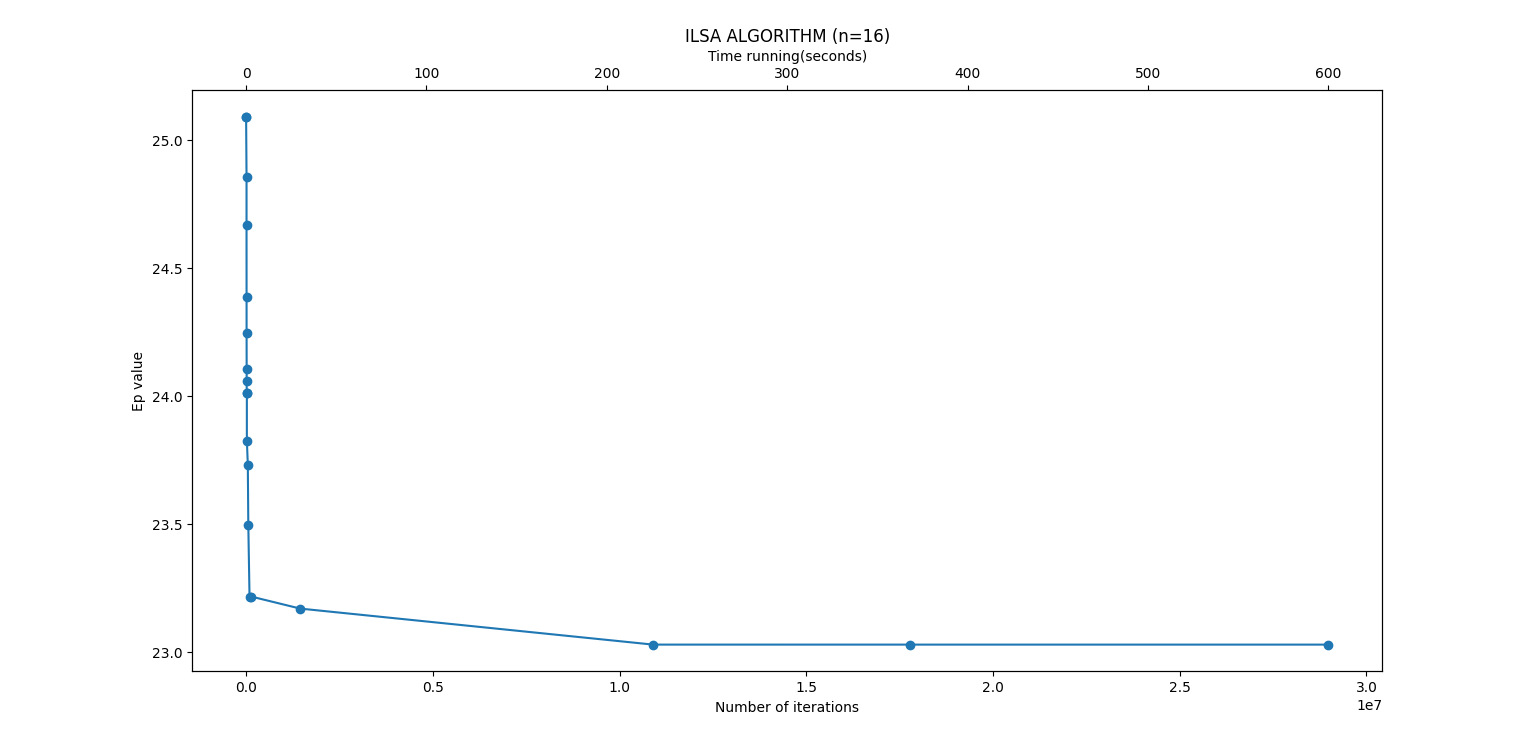 ILSA ALGORITHM (n=16)
Time running(seconds)
0 100 200 300 400 500 600
25.0
24.5
24.0
23.5
23.0
Ep value
0.0 0.5 1.0 1.5 2.0 2.5 3.0
1e7
Number of iterations